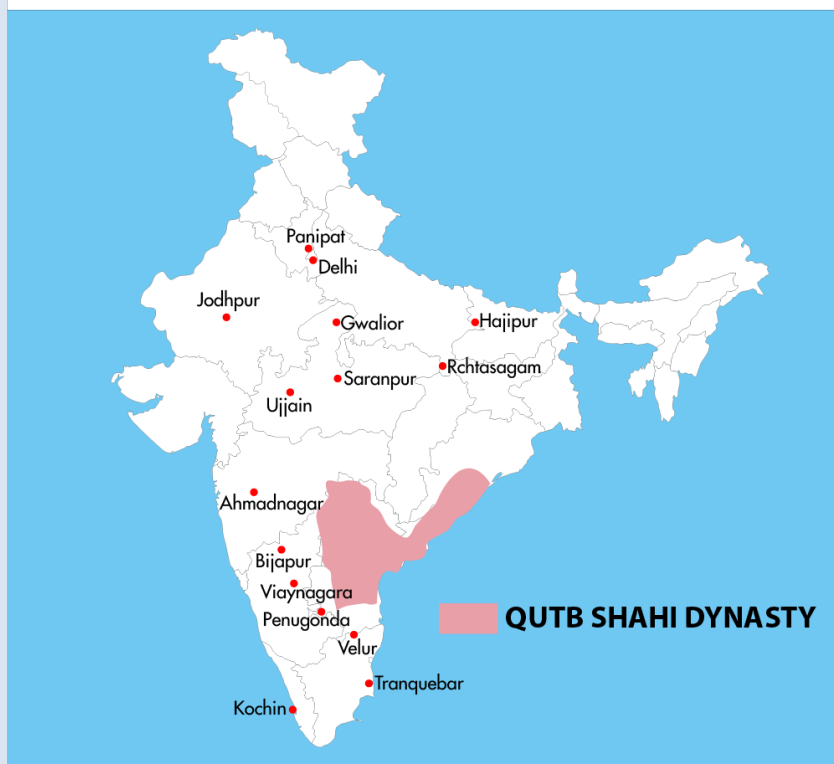 Panipat
Delhi
Jodhpur
Gwalior
Hajipur
Rchtasagam
Saranpur
Ujjain
Ahmadnagar
Bijapur
Viaynagara
Penugonda
QUTB SHAHI DYNASTY
Velur
Tranquebar
Kochin